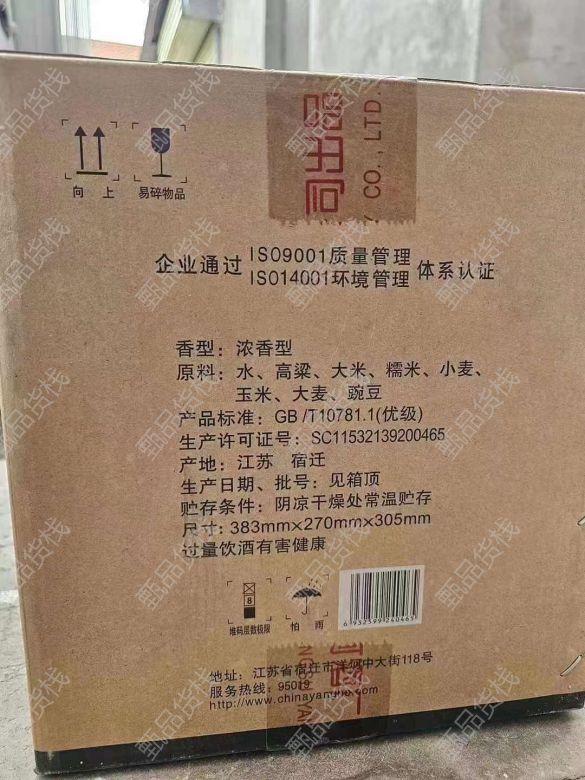 Y CO., LTD.
向 上
易碎物品
企业通过 ISO9001质量管理
ISO14001环境管理 体系认证
香型：浓香型
原料：水、高粱、大米、糯米、小麦、
玉米、大麦、豌豆
产品标准：GB /T10781.1(优级)
生产许可证号：SC11532139200465
产地：江苏 宿迁
生产日期、批号：见箱顶
贮存条件：阴凉干燥处常温贮存
尺寸：383mm×270mm×305mm
过量饮酒有害健康
8
堆码层数极限
怕 雨
6 932599 240465
地址：江苏省宿迁市洋河中大街118号
服务热线：95019
http://www.chinayanghe.com
甄品货栈